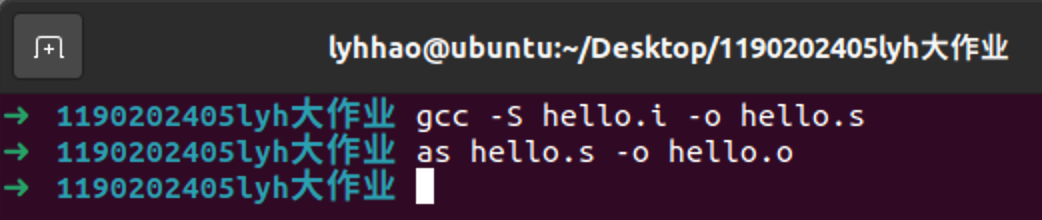 lyhhao@ubuntu:~/Desktop/1190202405lyh大作业
➜ 1190202405lyh大作业 gcc -S hello.i -o hello.s
➜ 1190202405lyh大作业 as hello.s -o hello.o
➜ 1190202405lyh大作业